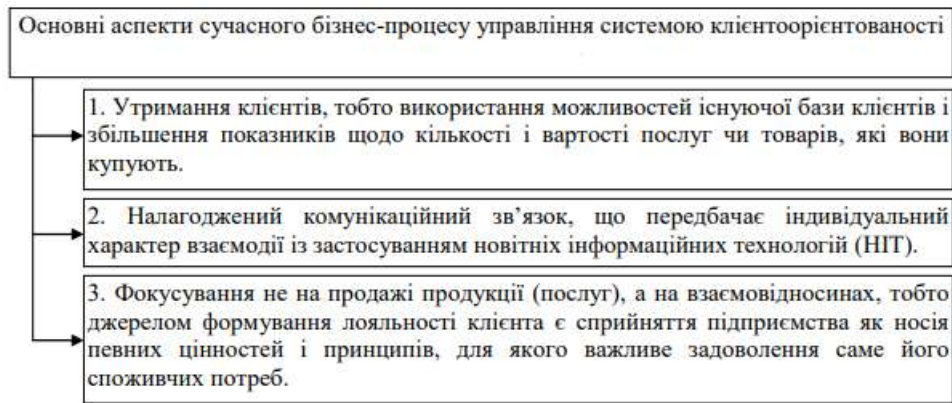 Основні аспекти сучасного бізнес-процесу управління системою клієнтоорієнтованості
1. Утримання клієнтів, тобто використання можливостей існуючої бази клієнтів і
збільшення показників щодо кількості і вартості послуг чи товарів, які вони
купують.
2. Налагоджений комунікаційний зв’язок, що передбачає індивідуальний
характер взаємодії із застосуванням новітніх інформаційних технологій (НІТ).
3. Фокусування не на продажі продукції (послуг), а на взаємовідносинах, тобто
джерелом формування лояльності клієнта є сприйняття підприємства як носія
певних цінностей і принципів, для якого важливе задоволення саме його
споживчих потреб.